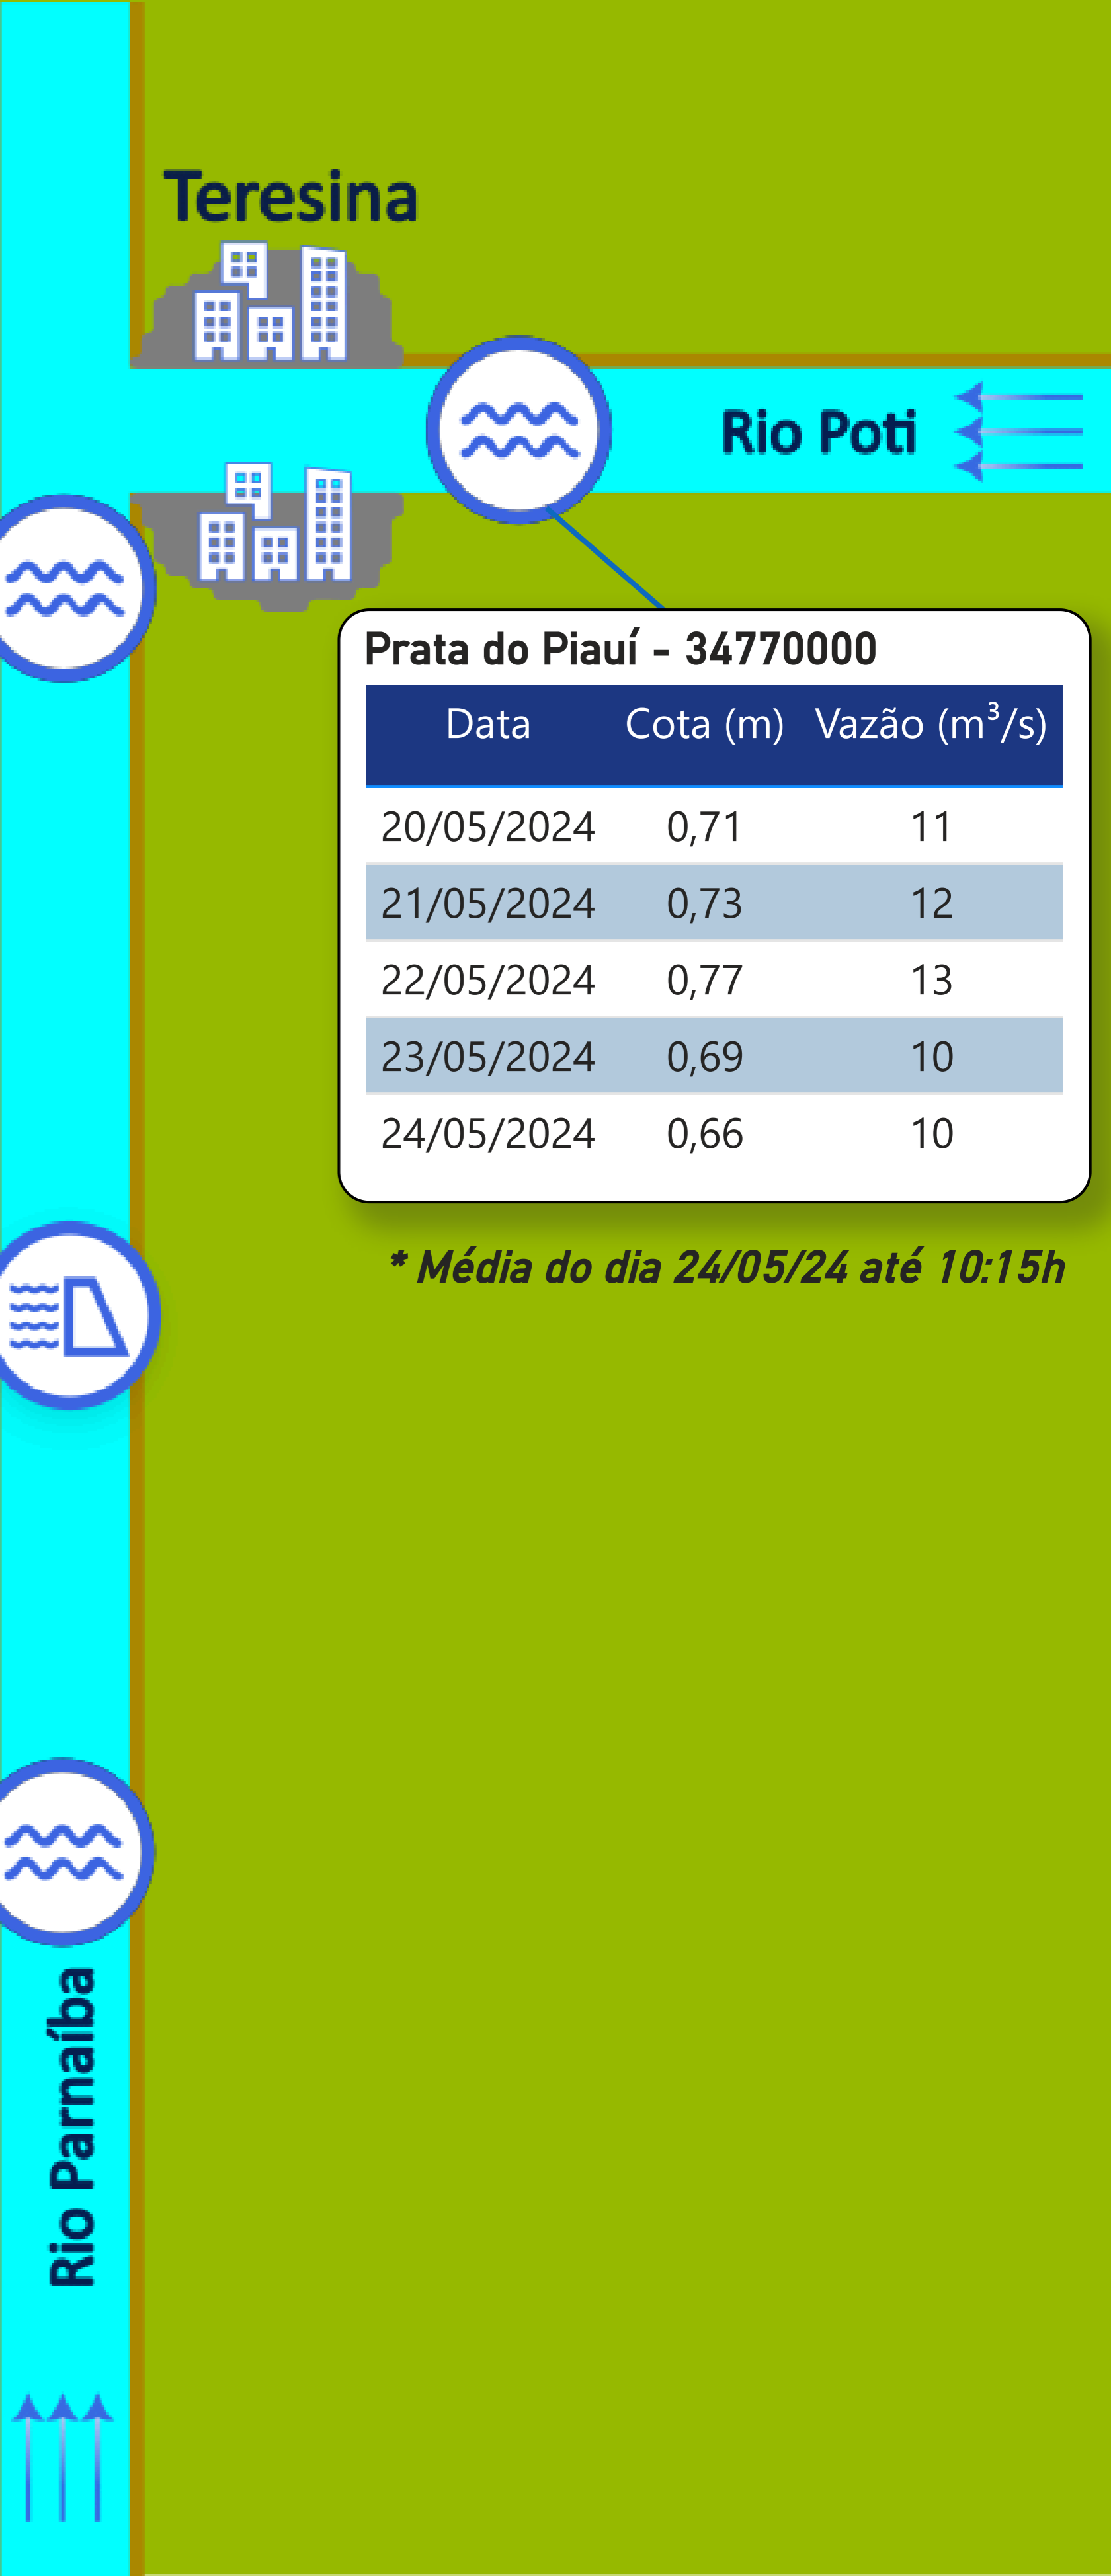 Teresina
Rio Poti
Prata do Piauí - 34770000
Data Cota (m) Vazão (m³/s)
20/05/2024 0,71 11
21/05/2024 0,73 12
22/05/2024 0,77 13
23/05/2024 0,69 10
24/05/2024 0,66 10
* Média do dia 24/05/24 até 10:15h
Rio Parnaíba